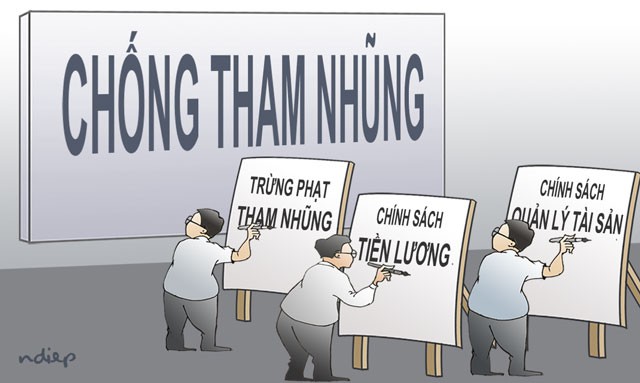 CHỐNG THAM NHŨNG
TRỪNG PHẠT
THAM NHŨNG
CHÍNH SÁCH
TIỀN LƯƠNG
CHÍNH SÁCH
QUẢN LÝ TÀI SẢN
ndiep